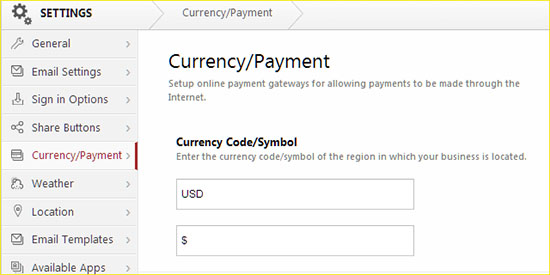 SETTINGS
Currency/Payment
General
Email Settings
Sign in Options
Share Buttons
Currency/Payment
Weather
Location
Email Templates
Available Apps
Currency/Payment
Setup online payment gateways for allowing payments to be made through the
Internet.
Currency Code/Symbol
Enter the currency code/symbol of the region in which your business is located.
USD
$